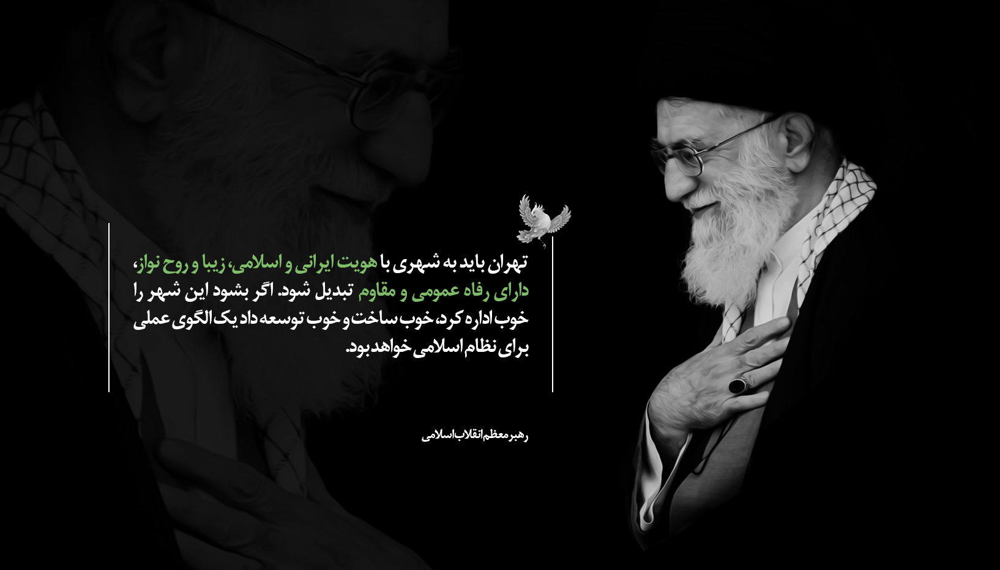 تهران باید به شهری با هویت ایرانی و اسلامی، زیبا و روح نواز،
دارای رفاه عمومی و مقاوم تبدیل شود. اگر بشود این شهر را
خوب اداره کرد، خوب ساخت و خوب توسعه داد یک الگوی عملی
برای نظام اسلامی خواهد بود.
رهبر معظم انقلاب اسلامی